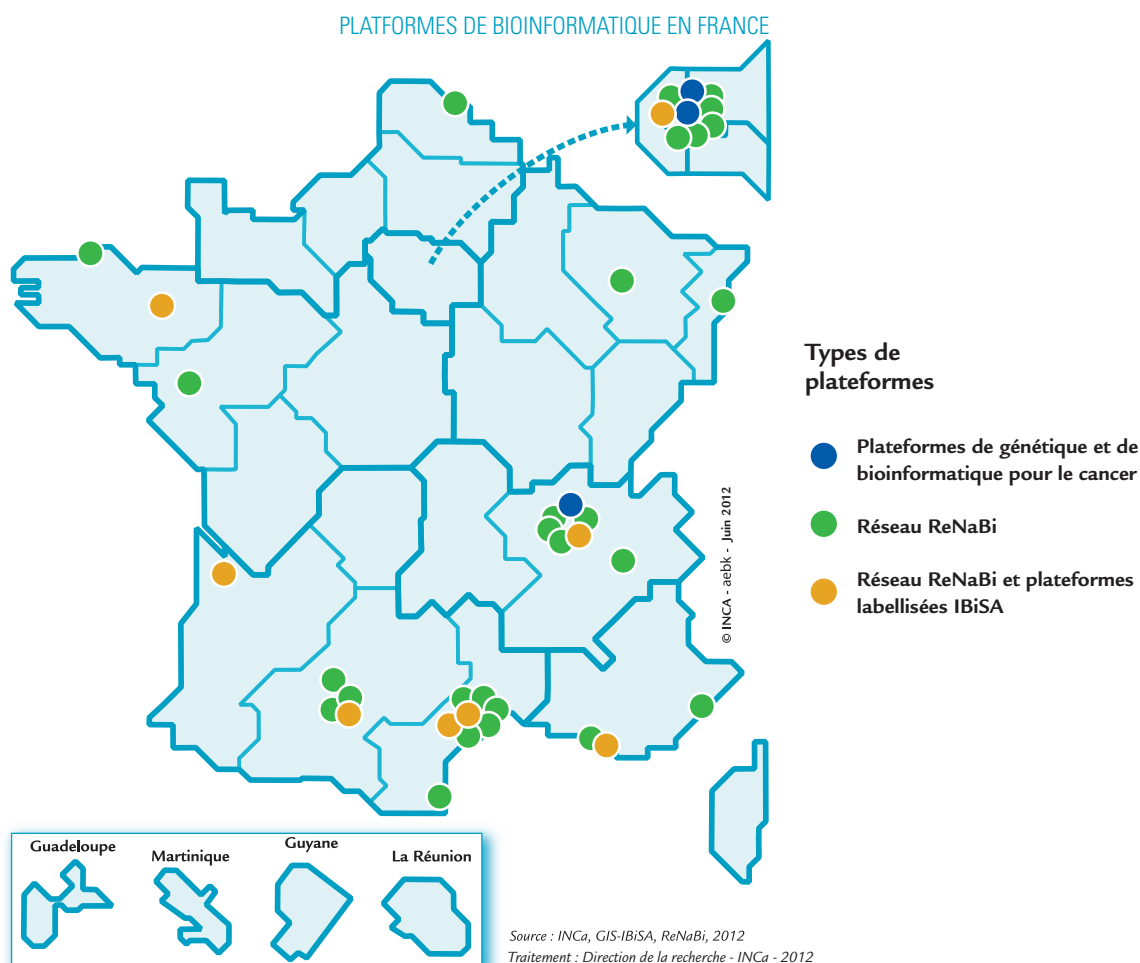 PLATFORMES DE BIOINFORMATIQUE EN FRANCE
Types de
plateformes
Plateformes de génétique et de
bioinformatique pour le cancer
Réseau ReNaBi
Réseau ReNaBi et plateformes
labellisées IBiSA
© INCA - aebk - Juin 2012
Guadeloupe
Martinique
Guyane
La Réunion
Source : INCa, GIS-IBiSA, ReNaBi, 2012
Traitement : Direction de la recherche - INCa - 2012